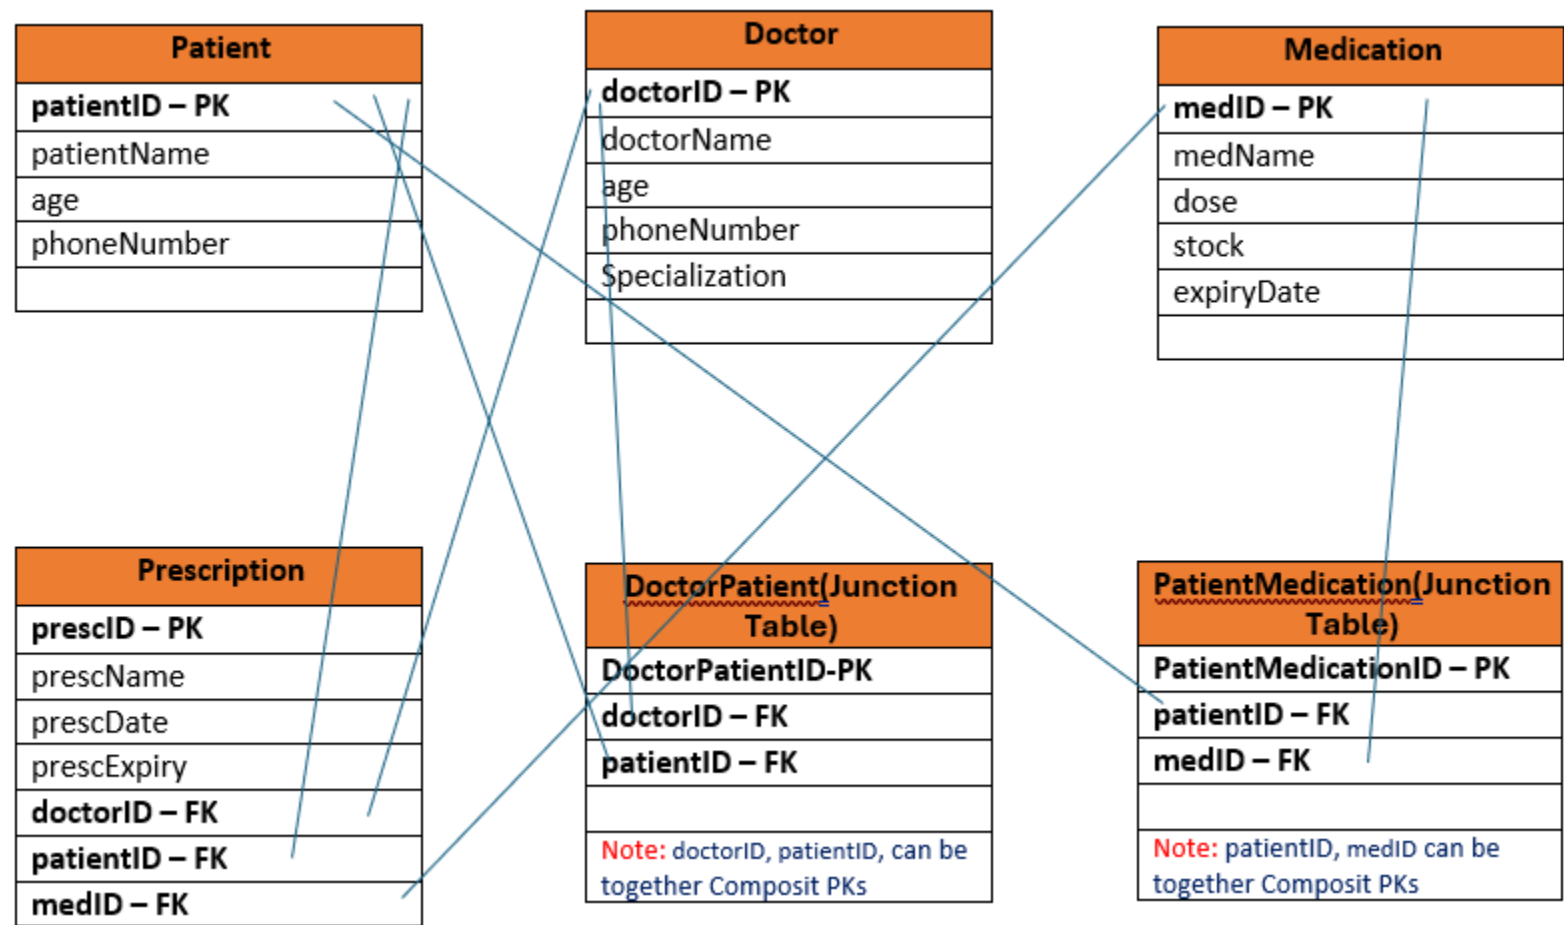 Patient
patientID – PK
patientName
age
phoneNumber
Doctor
doctorID – PK
doctorName
age
phoneNumber
Specialization
Medication
medID – PK
medName
dose
stock
expiryDate
Prescription
prescID – PK
prescName
prescDate
prescExpiry
doctorID – FK
patientID – FK
medID – FK
DoctorPatient(Junction
Table)
DoctorPatientID-PK
doctorID – FK
patientID – FK
Note: doctorID, patientID, can be
together Composit PKs
PatientMedication(Junction
Table)
PatientMedicationID – PK
patientID – FK
medID – FK
Note: patientID, medID can be
together Composit PKs